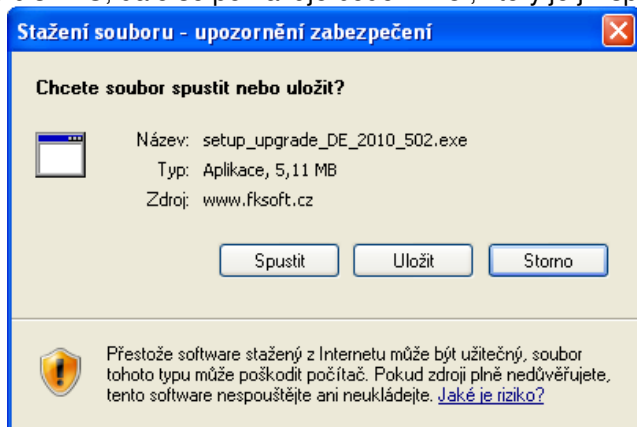 Stažení souboru - upozornění zabezpečení
Chcete soubor spustit nebo uložit?
Název: setup_upgrade_DE_2010_502.exe
Typ: Aplikace, 5,11 MB
Zdroj: www.fksoft.cz
Spustit Uložit Storno
Přestože software stažený z Internetu může být užitečný, soubor
tohoto typu může poškodit počítač. Pokud zdroji plně nedůvěřujete,
tento software nespouštějte ani neukládejte. Jaké je riziko?